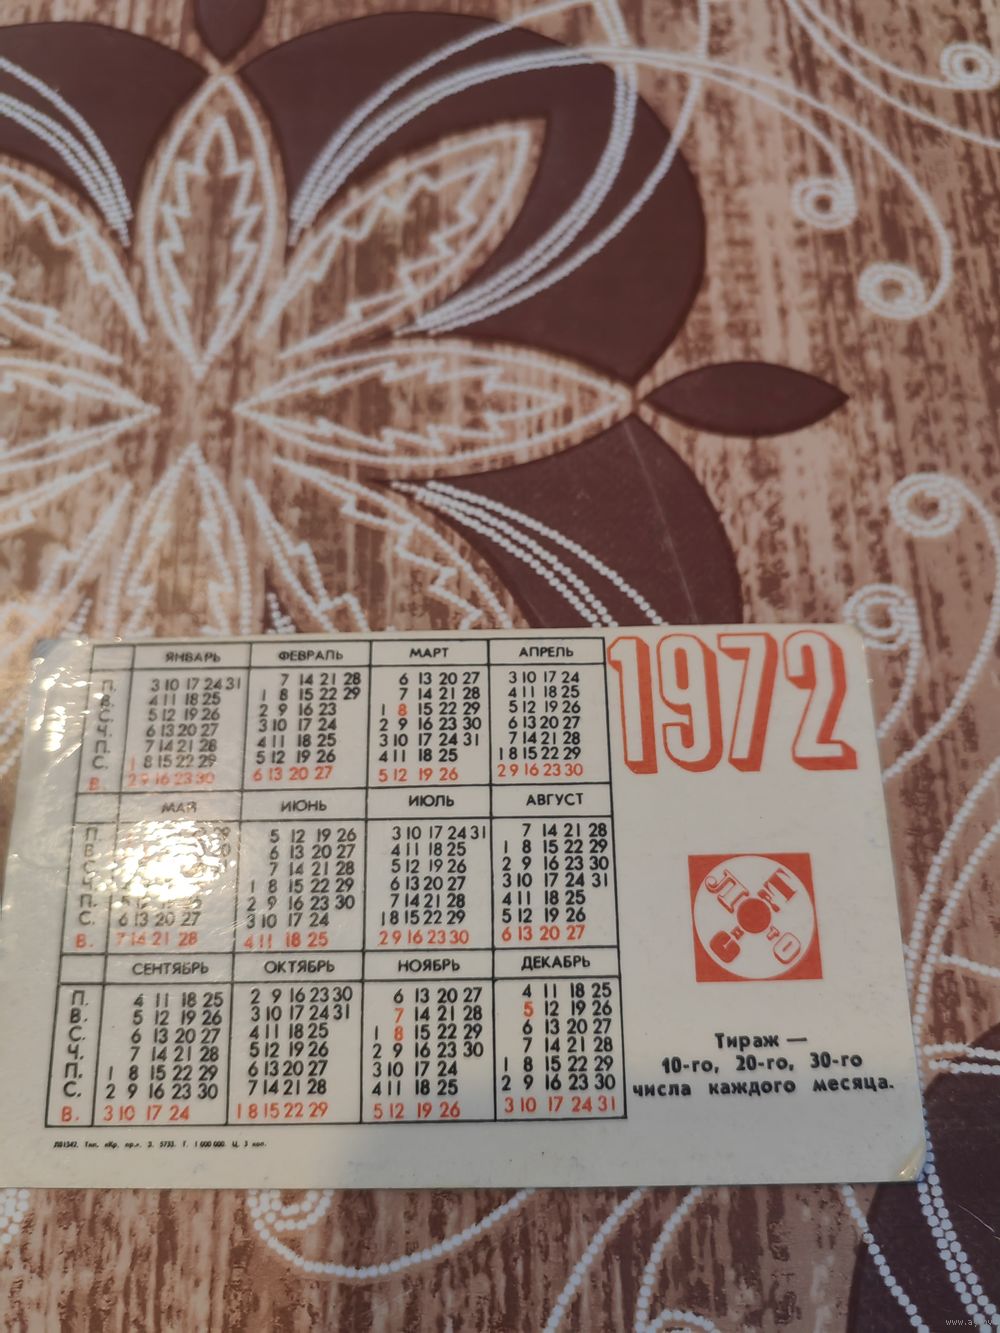 1972
ЯНВАРЬ ФЕВРАЛЬ МАРТ АПРЕЛЬ
П. 3 10 17 24 31 7 14 21 28 6 13 20 27 3 10 17 24
В. 4 11 18 25 1 8 15 22 29 7 14 21 28 4 11 18 25
С. 5 12 19 26 2 9 16 23 1 8 15 22 29 5 12 19 26
Ч. 6 13 20 27 3 10 17 24 2 9 16 23 30 6 13 20 27
П. 7 14 21 28 4 11 18 25 3 10 17 24 31 7 14 21 28
С. 1 8 15 22 29 5 12 19 26 4 11 18 25 1 8 15 22 29
В. 2 9 16 23 30 6 13 20 27 5 12 19 26 2 9 16 23 30
МАЙ ИЮНЬ ИЮЛЬ АВГУСТ
П. 5 12 19 26 3 10 17 24 31 7 14 21 28
В. 6 13 20 27 4 11 18 25 1 8 15 22 29
С. 7 14 21 28 5 12 19 26 2 9 16 23 30
Ч. 1 8 15 22 29 6 13 20 27 3 10 17 24 31
П. 2 9 16 23 30 7 14 21 28 4 11 18 25
С. 6 13 20 27 3 10 17 24 1 8 15 22 29 5 12 19 26
В. 7 14 21 28 4 11 18 25 2 9 16 23 30 6 13 20 27
СЕНТЯБРЬ ОКТЯБРЬ НОЯБРЬ ДЕКАБРЬ
П. 4 11 18 25 2 9 16 23 30 6 13 20 27 4 11 18 25
В. 5 12 19 26 3 10 17 24 31 7 14 21 28 5 12 19 26
С. 6 13 20 27 4 11 18 25 1 8 15 22 29 6 13 20 27
Ч. 7 14 21 28 5 12 19 26 2 9 16 23 30 7 14 21 28
П. 1 8 15 22 29 6 13 20 27 3 10 17 24 1 8 15 22 29
С. 2 9 16 23 30 7 14 21 28 4 11 18 25 2 9 16 23 30
В. 3 10 17 24 1 8 15 22 29 5 12 19 26 3 10 17 24 31
Тираж —
10-го, 20-го, 30-го
числа каждого месяца.
Тип. «Кр. пр.». З. 5733. Т. 1 000 000. Ц. 3 коп.